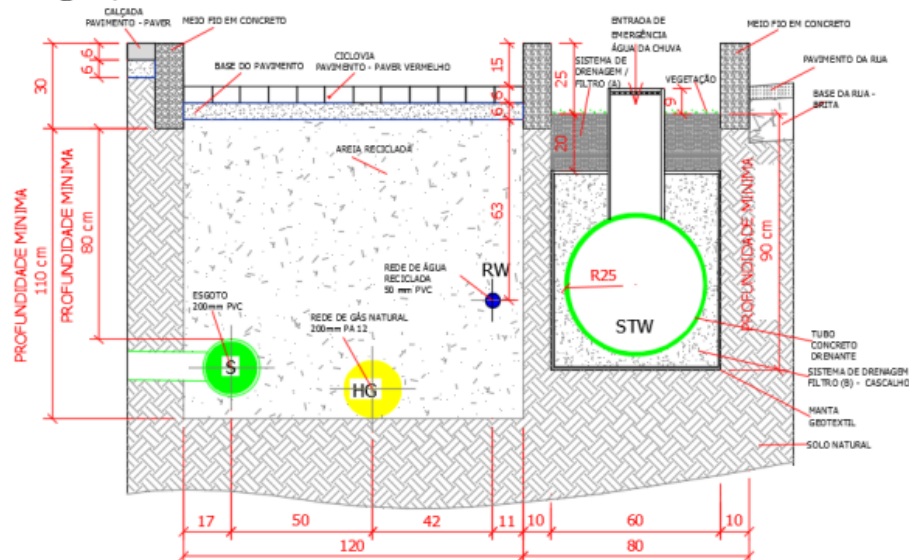 CALÇADA
PAVIMENTO - PAVER
MEIO FIO EM CONCRETO
CICLOVIA
PAVIMENTO - PAVER VERMELHO
BASE DO PAVIMENTO
ENTRADA DE
EMERGÊNCIA
ÁGUA DA CHUVA
SISTEMA DE
DRENAGEM /
FILTRO (A)
VEGETAÇÃO
MEIO FIO EM CONCRETO
PAVIMENTO DA RUA
BASE DA RUA -
BRITA
6
6
30
15
6
6
25
9
20
63
AREIA RECICLADA
PROFUNDIDADE MINIMA
110 cm
PROFUNDIDADE MINIMA
80 cm
PROFUNDIDADE MINIMA
90 cm
ESGOTO
200mm PVC
S
REDE DE GÁS NATURAL
200mm PA 12
HG
REDE DE ÁGUA
RECICLADA
50 mm PVC
RW
R25
STW
TUBO
CONCRETO
DRENANTE
SISTEMA DE DRENAGEM
FILTRO (B) - CASCALHO
MANTA
GEOTEXTIL
SOLO NATURAL
17
50
42
11
10
60
10
120
80